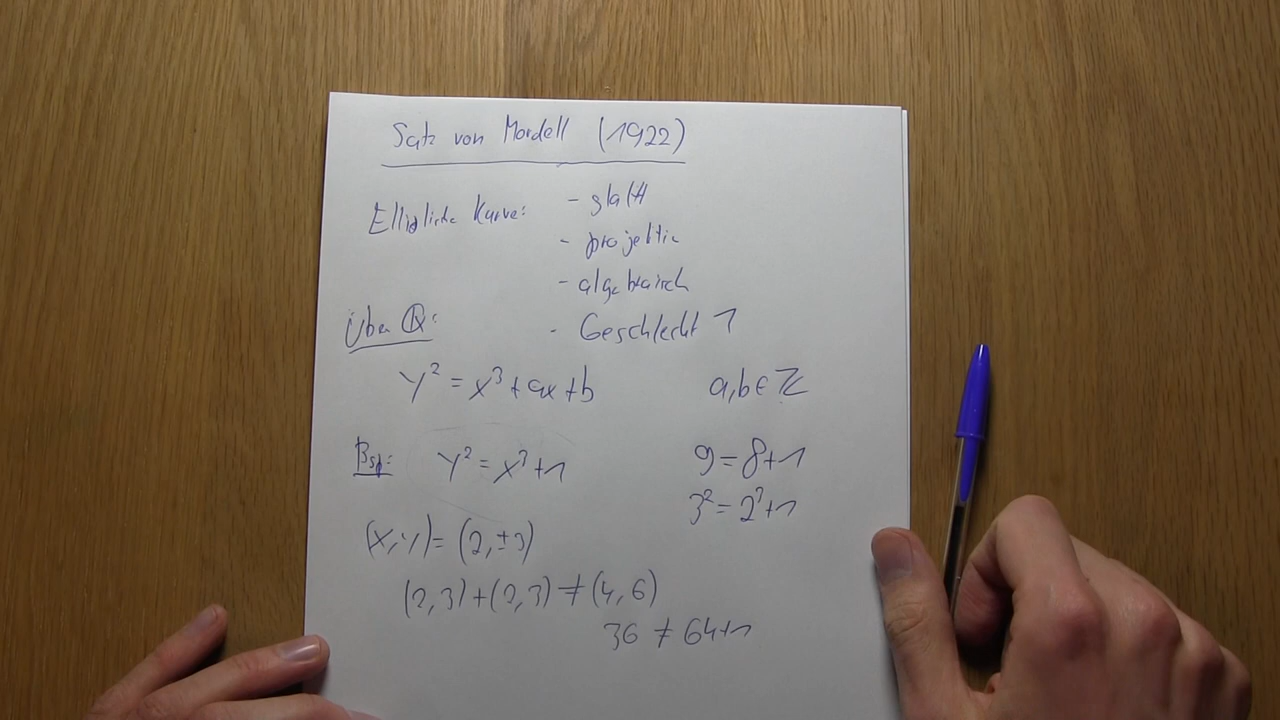 Satz von Mordell (1922)
Elliptische Kurve: - glatt
- projektiv
- algebraisch
- Geschlecht 1
Über ℚ:
y² = x³ + ax + b a, b ∈ ℤ
Bsp: y² = x³ + 1 9 = 8 + 1
3² = 2³ + 1
(x, y) = (2, ±3)
(2, 3) + (2, 3) ≠ (4, 6)
36 ≠ 64 + 1